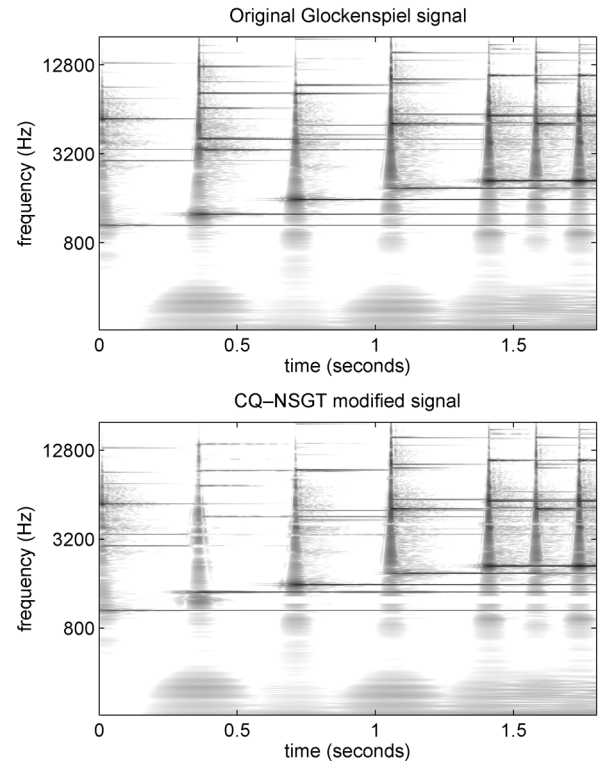 Original Glockenspiel signal
12800
3200
800
frequency (Hz)
0
0.5
1
1.5
time (seconds)
CQ–NSGT modified signal
12800
3200
800
frequency (Hz)
0
0.5
1
1.5
time (seconds)